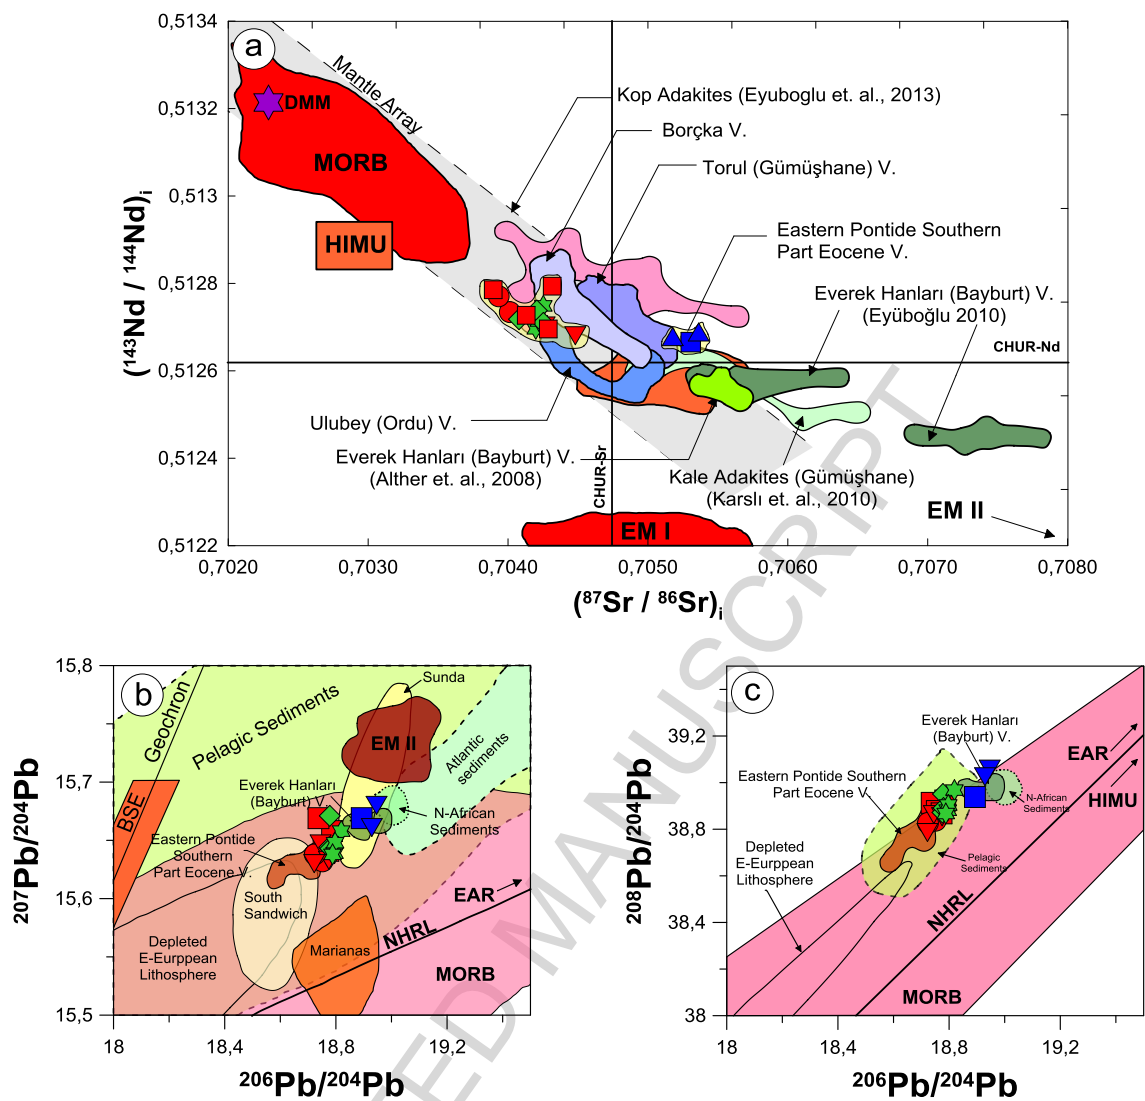 0,5134
0,5132
0,513
0,5128
0,5126
0,5124
0,5122
(¹⁴³Nd / ¹⁴⁴Nd)ᵢ
a
Mantle Array
DMM
MORB
HIMU
Kop Adakites (Eyuboglu et. al., 2013)
Borçka V.
Torul (Gümüşhane) V.
Eastern Pontide Southern
Part Eocene V.
Everek Hanları (Bayburt) V.
(Eyüboğlu 2010)
CHUR-Nd
Ulubey (Ordu) V.
Everek Hanları (Bayburt) V.
(Alther et. al., 2008)
CHUR-Sr
Kale Adakites (Gümüşhane)
(Karslı et. al., 2010)
EM II
EM I
0,7020
0,7030
0,7040
0,7050
0,7060
0,7070
0,7080
(⁸⁷Sr / ⁸⁶Sr)ᵢ
15,8
15,7
15,6
15,5
²⁰⁷Pb/²⁰⁴Pb
b
Geochron
Pelagic Sediments
Sunda
EM II
Atlantic
sediments
BSE
Everek Hanları
(Bayburt) V.
N-African
Sediments
Eastern Pontide
Southern
Part Eocene V.
South
Sandwich
EAR
NHRL
Depleted
E-Eurppean
Lithosphere
Marianas
MORB
18
18,4
18,8
19,2
²⁰⁶Pb/²⁰⁴Pb
39,2
38,8
38,4
38
²⁰⁸Pb/²⁰⁴Pb
c
Everek Hanları
(Bayburt) V.
EAR
HIMU
Eastern Pontide Southern
Part Eocene V
N-African
Sediments
Depleted
E-Eurppean
Lithosphere
Pelagic
Sediments
NHRL
MORB
18
18,4
18,8
19,2
²⁰⁶Pb/²⁰⁴Pb
TED MANUSCRIPT